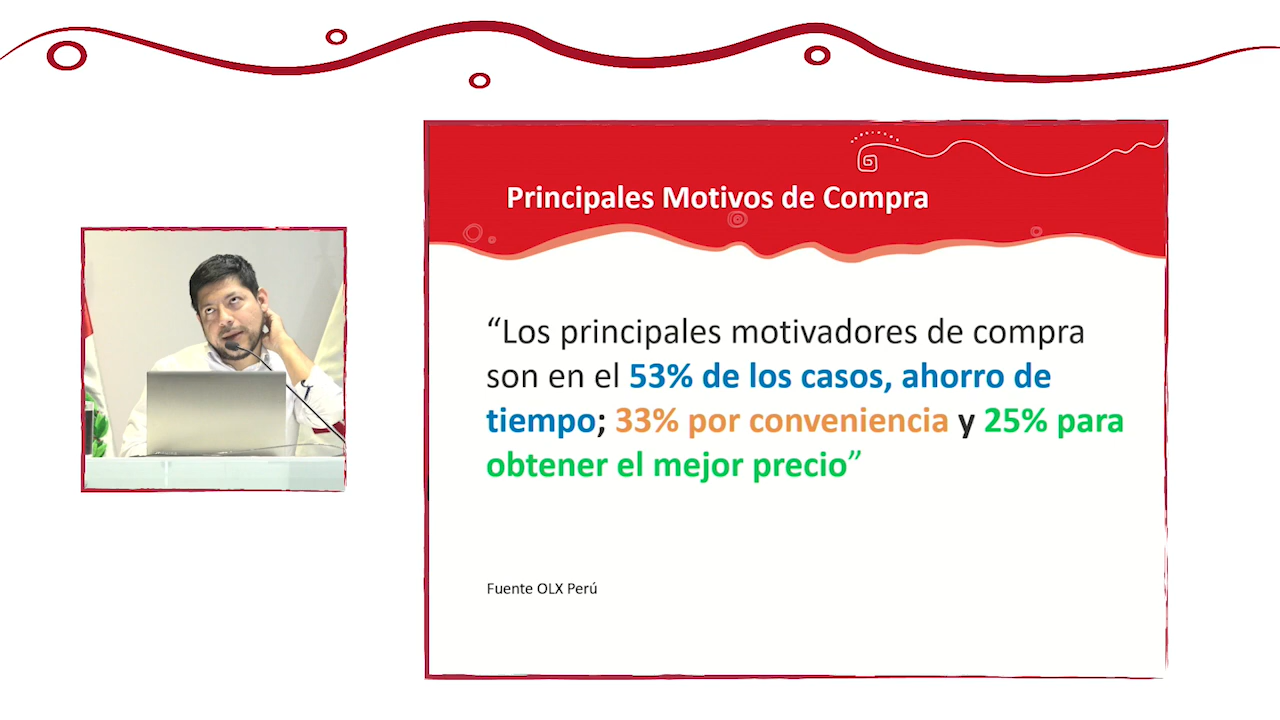 Principales Motivos de Compra
“Los principales motivadores de compra
son en el 53% de los casos, ahorro de
tiempo; 33% por conveniencia y 25% para
obtener el mejor precio”
Fuente OLX Perú